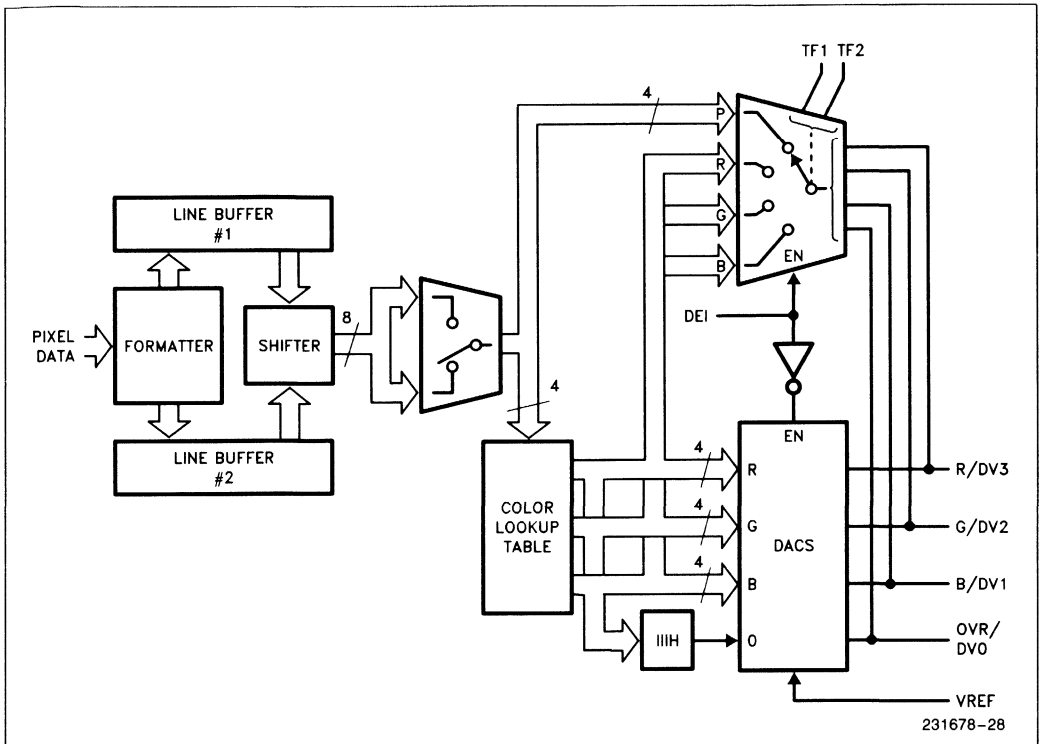 TF1 TF2
4
P
R
G
B
EN
LINE BUFFER
#1
PIXEL
DATA
FORMATTER
SHIFTER
8
4
DEI
LINE BUFFER
#2
COLOR
LOOKUP
TABLE
EN
4
R
4
G
4
B
DACS
IIIH
O
R/DV3
G/DV2
B/DV1
OVR/
DV0
VREF
231678-28